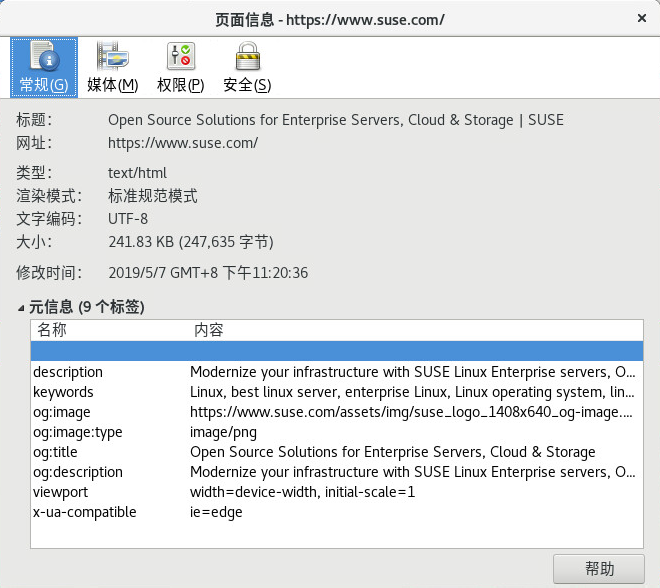 页面信息 - https://www.suse.com/
常规(G) 媒体(M) 权限(P) 安全(S)
标题： Open Source Solutions for Enterprise Servers, Cloud & Storage | SUSE
网址： https://www.suse.com/
类型： text/html
渲染模式： 标准规范模式
文字编码： UTF-8
大小： 241.83 KB (247,635 字节)
修改时间： 2019/5/7 GMT+8 下午11:20:36
元信息 (9 个标签)
名称 内容
description Modernize your infrastructure with SUSE Linux Enterprise servers, O...
keywords Linux, best linux server, enterprise Linux, Linux operating system, lin...
og:image https://www.suse.com/assets/img/suse_logo_1408x640_og-image....
og:image:type image/png
og:title Open Source Solutions for Enterprise Servers, Cloud & Storage
og:description Modernize your infrastructure with SUSE Linux Enterprise servers, O...
viewport width=device-width, initial-scale=1
x-ua-compatible ie=edge
帮助